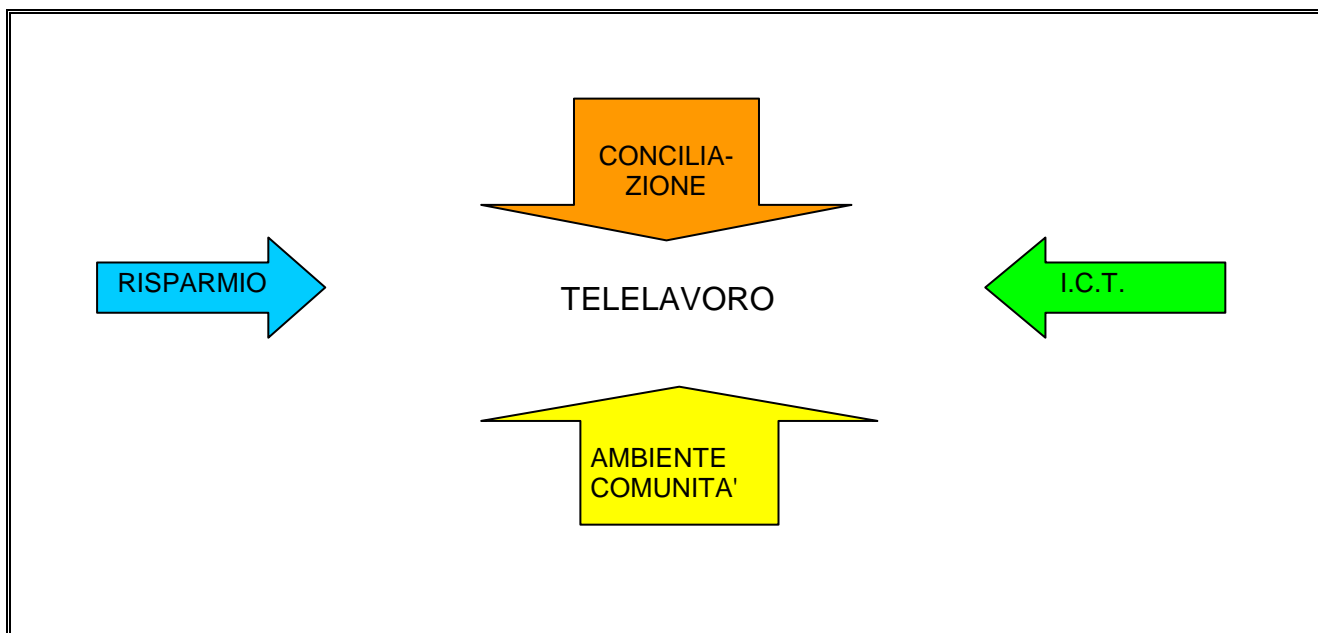 CONCILIA-
ZIONE
RISPARMIO
I.C.T.
TELELAVORO
AMBIENTE
COMUNITA'